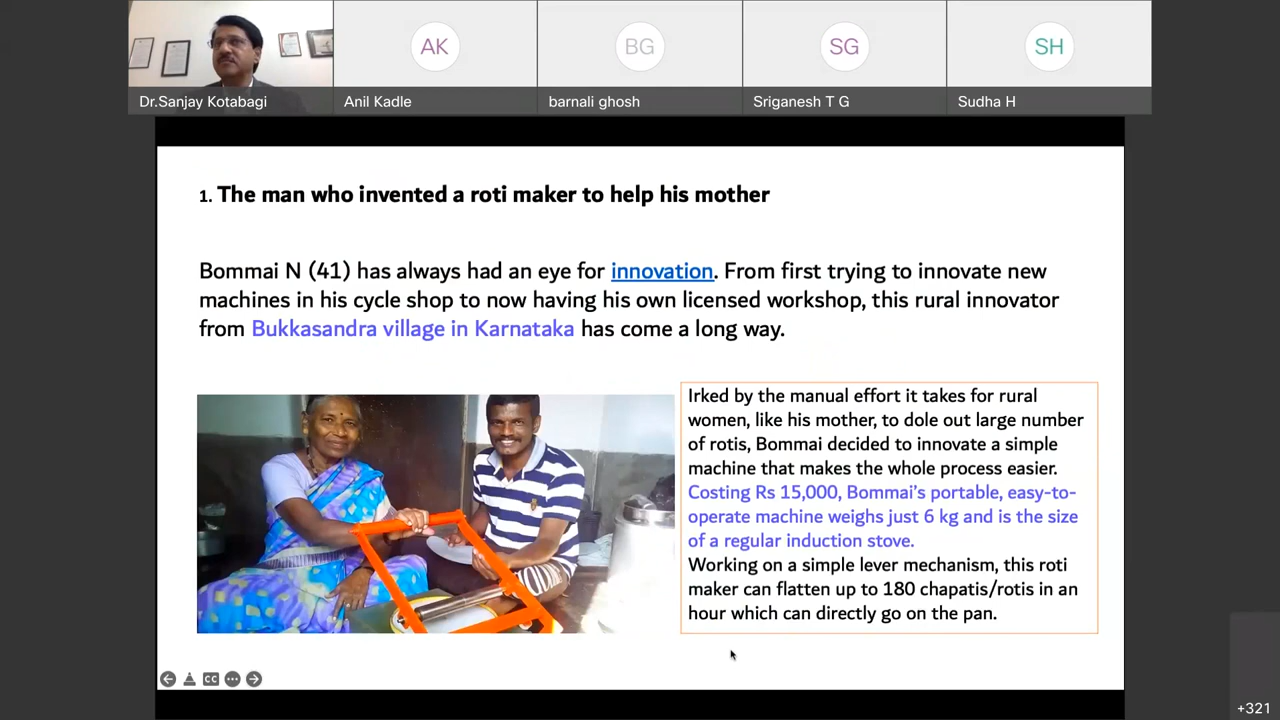 AK
BG
SG
SH
Dr.Sanjay Kotabagi
Anil Kadle
barnali ghosh
Sriganesh T G
Sudha H
1. The man who invented a roti maker to help his mother
Bommai N (41) has always had an eye for innovation. From first trying to innovate new
machines in his cycle shop to now having his own licensed workshop, this rural innovator
from Bukkasandra village in Karnataka has come a long way.
Irked by the manual effort it takes for rural
women, like his mother, to dole out large number
of rotis, Bommai decided to innovate a simple
machine that makes the whole process easier.
Costing Rs 15,000, Bommai’s portable, easy-to-
operate machine weighs just 6 kg and is the size
of a regular induction stove.
Working on a simple lever mechanism, this roti
maker can flatten up to 180 chapatis/rotis in an
hour which can directly go on the pan.
CC
+321